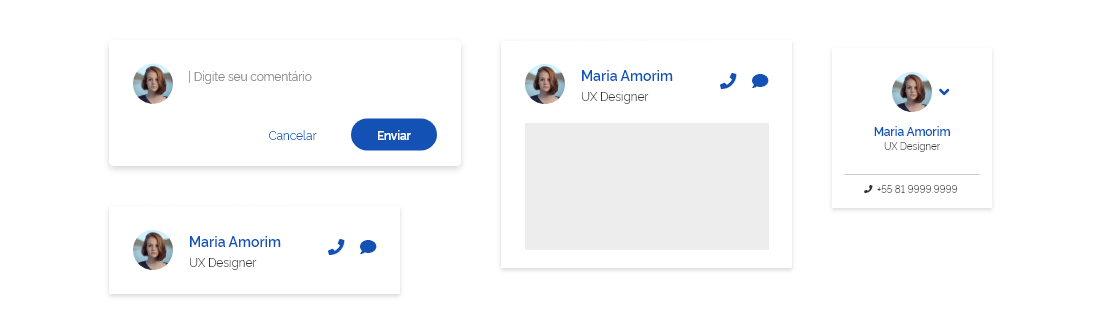 | Digite seu comentário
Cancelar
Enviar
Maria Amorim
UX Designer
Maria Amorim
UX Designer
Maria Amorim
UX Designer
+55 81 9999.9999